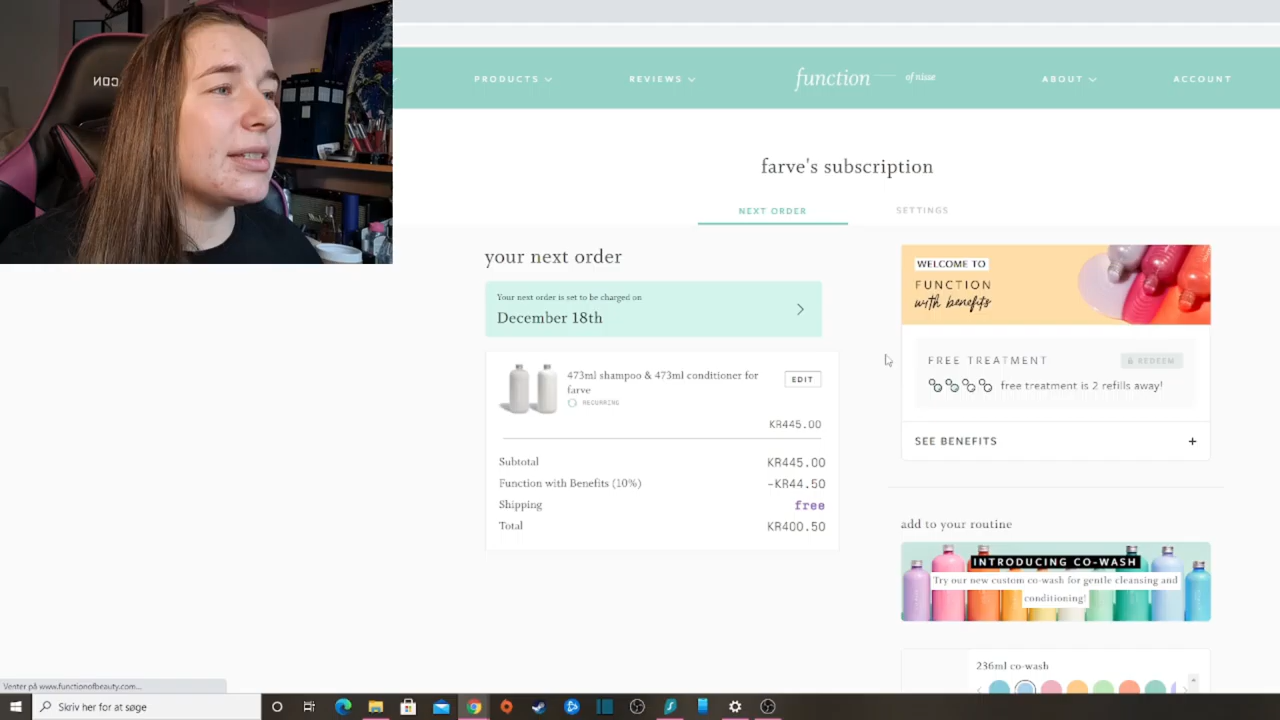 PRODUCTS
REVIEWS
function of nisse
ABOUT
ACCOUNT
farve's subscription
NEXT ORDER
SETTINGS
your next order
Your next order is set to be charged on
December 18th
473ml shampoo & 473ml conditioner for
farve
RECURRING
EDIT
KR445.00
Subtotal KR445.00
Function with Benefits (10%) -KR44.50
Shipping free
Total KR400.50
WELCOME TO
FUNCTION
with benefits
FREE TREATMENT
REDEEM
free treatment is 2 refills away!
SEE BENEFITS +
add to your routine
INTRODUCING CO-WASH
Try our new custom co-wash for gentle cleansing and
conditioning!
236ml co-wash
Venter på www.functionofbeauty.com...
Skriv her for at søge